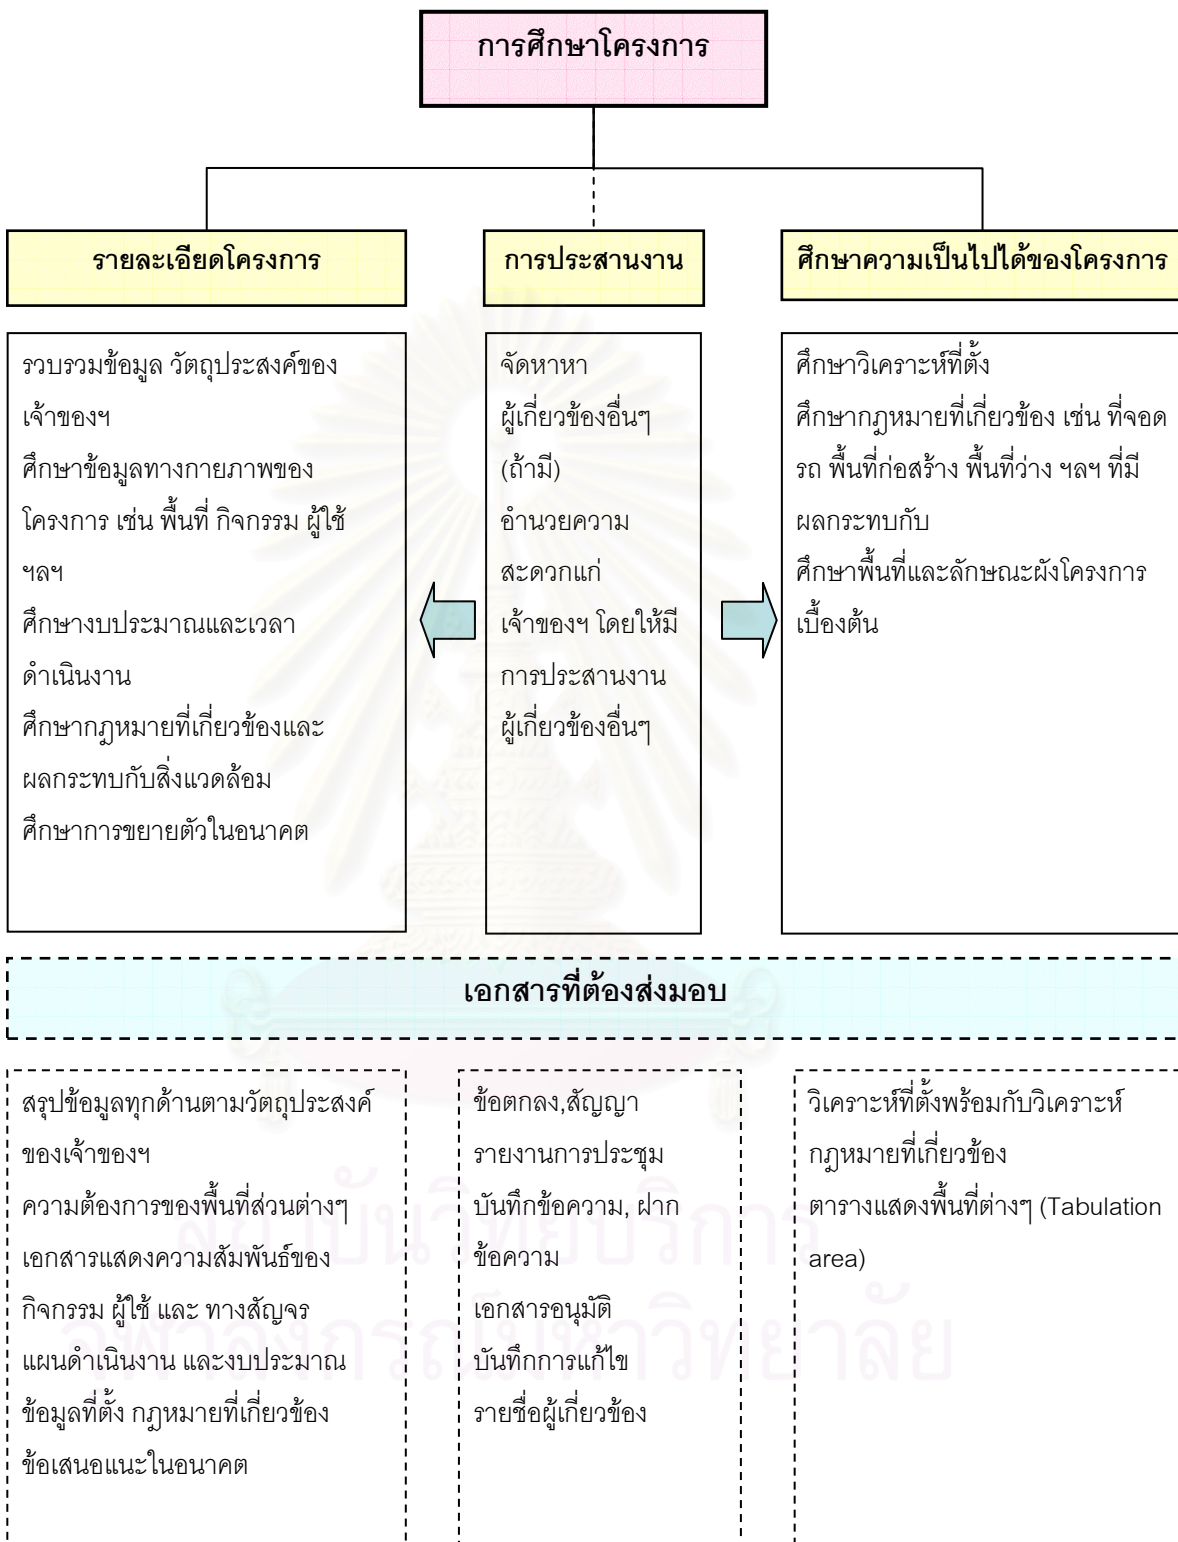 การศึกษาโครงการ
รายละเอียดโครงการ
การประสานงาน
ศึกษาความเป็นไปได้ของโครงการ
รวบรวมข้อมูล วัตถุประสงค์ของ
เจ้าของฯ
ศึกษาข้อมูลทางกายภาพของ
โครงการ เช่น พื้นที่ กิจกรรม ผู้ใช้
ฯลฯ
ศึกษางบประมาณและเวลา
ดำเนินงาน
ศึกษากฎหมายที่เกี่ยวข้องและ
ผลกระทบกับสิ่งแวดล้อม
ศึกษาการขยายตัวในอนาคต
จัดหาหา
ผู้เกี่ยวข้องอื่นๆ
(ถ้ามี)
อำนวยความ
สะดวกแก่
เจ้าของฯ โดยให้มี
การประสานงาน
ผู้เกี่ยวข้องอื่นๆ
ศึกษาวิเคราะห์ที่ตั้ง
ศึกษากฎหมายที่เกี่ยวข้อง เช่น ที่จอด
รถ พื้นที่ก่อสร้าง พื้นที่ว่าง ฯลฯ ที่มี
ผลกระทบกับ
ศึกษาพื้นที่และลักษณะผังโครงการ
เบื้องต้น
เอกสารที่ต้องส่งมอบ
สรุปข้อมูลทุกด้านตามวัตถุประสงค์
ของเจ้าของฯ
ความต้องการของพื้นที่ส่วนต่างๆ
เอกสารแสดงความสัมพันธ์ของ
กิจกรรม ผู้ใช้ และ ทางสัญจร
แผนดำเนินงาน และงบประมาณ
ข้อมูลที่ตั้ง กฎหมายที่เกี่ยวข้อง
ข้อเสนอแนะในอนาคต
ข้อตกลง,สัญญา
รายงานการประชุม
บันทึกข้อความ, ฝาก
ข้อความ
เอกสารอนุมัติ
บันทึกการแก้ไข
รายชื่อผู้เกี่ยวข้อง
วิเคราะห์ที่ตั้งพร้อมกับวิเคราะห์
กฎหมายที่เกี่ยวข้อง
ตารางแสดงพื้นที่ต่างๆ (Tabulation
area)
สถาบันวิทยบริการ
จุฬาลงกรณ์มหาวิทยาลัย